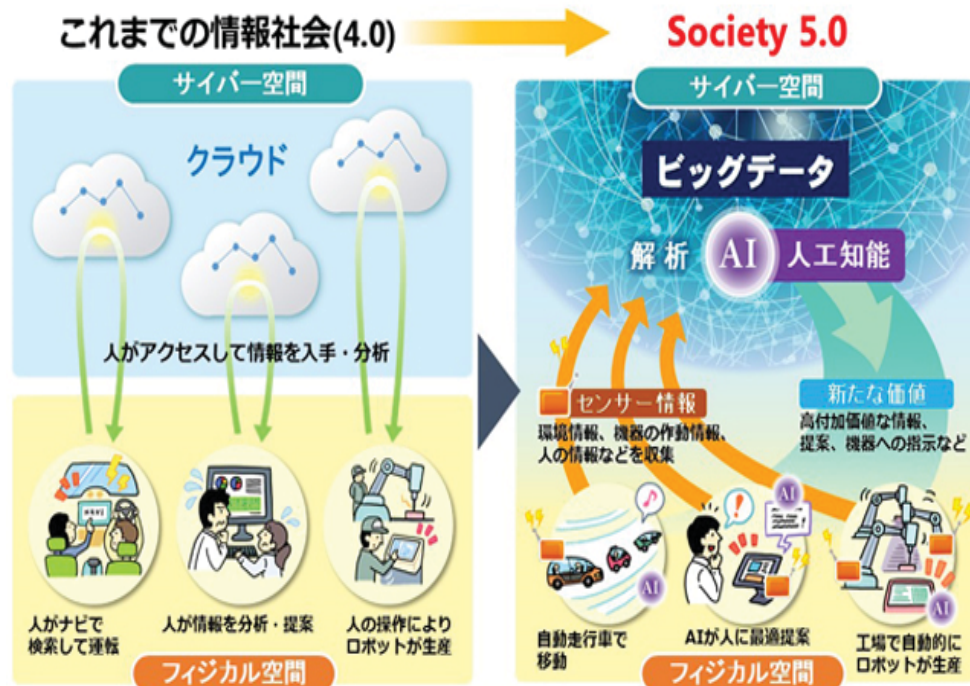 これまでの情報社会(4.0)
Society 5.0
サイバー空間
クラウド
人がアクセスして情報を入手・分析
人がナビで
検索して運転
人が情報を分析・提案
人の操作により
ロボットが生産
フィジカル空間
サイバー空間
ビッグデータ
解析 AI 人工知能
センサー情報
環境情報、機器の作動情報、
人の情報などを収集
新たな価値
高付加価値な情報、
提案、機器への指示など
AI
AI
AI
自動走行車で
移動
AIが人に最適提案
工場で自動的に
ロボットが生産
フィジカル空間